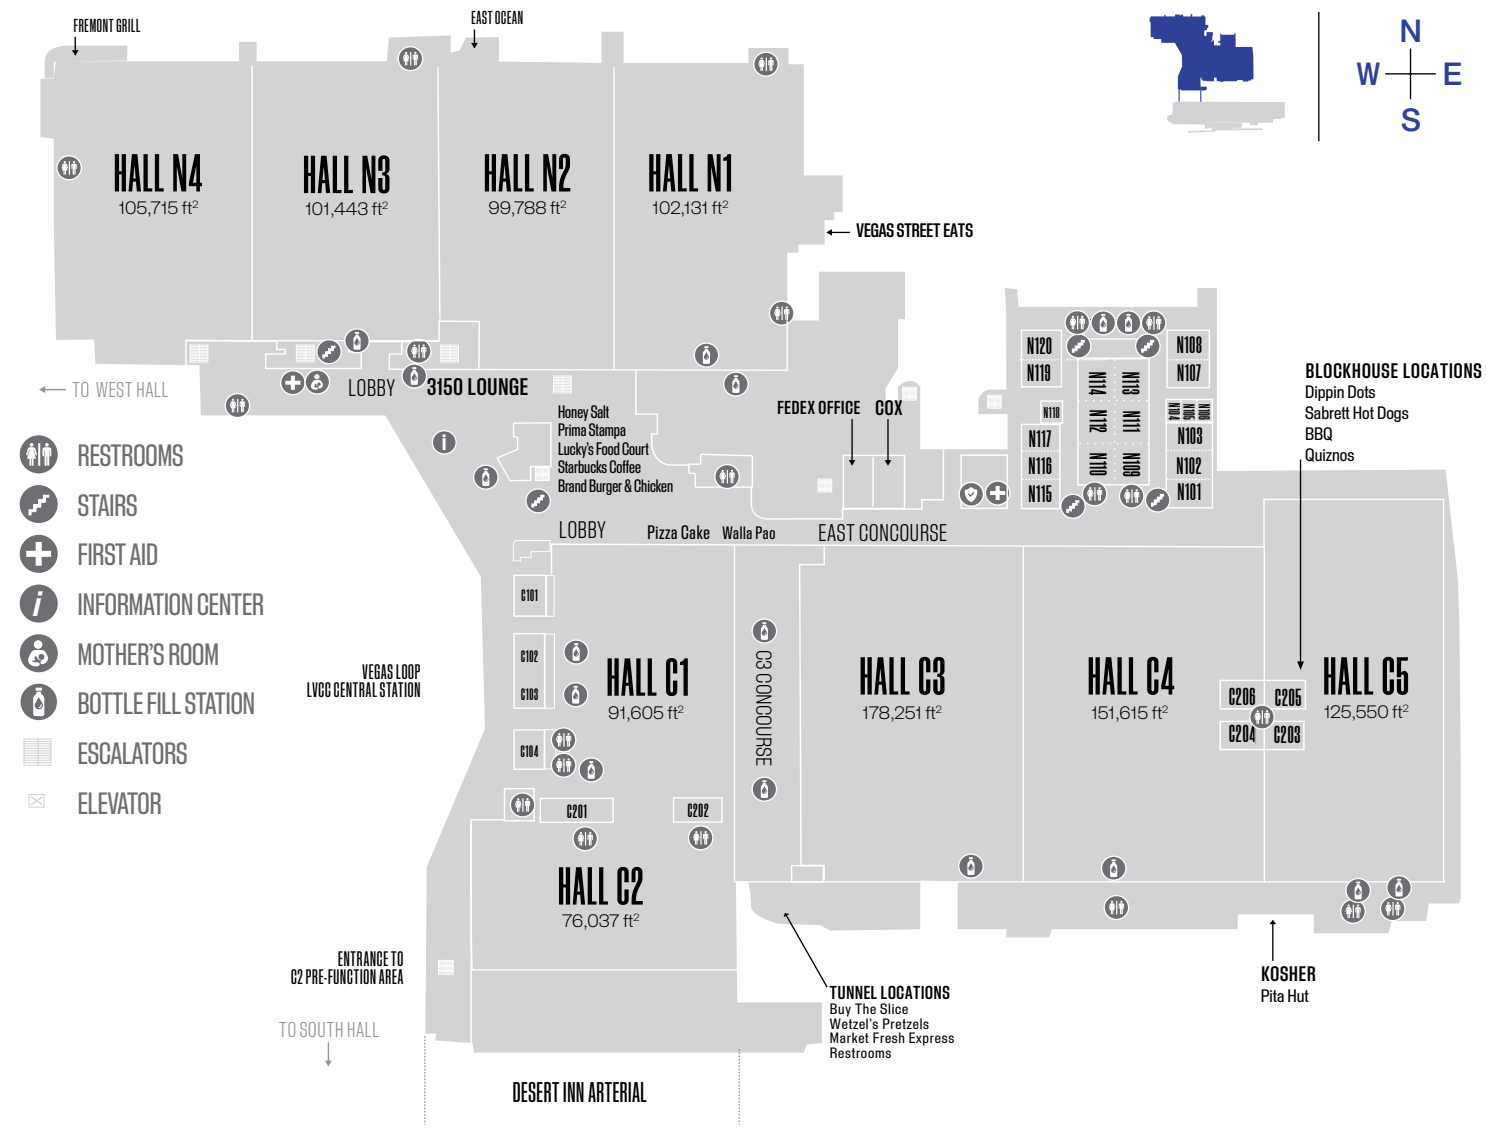 FREMONT GRILL
EAST OCEAN
N
W E
S
HALL N4
105,715 ft²
HALL N3
101,443 ft²
HALL N2
99,788 ft²
HALL N1
102,131 ft²
VEGAS STREET EATS
TO WEST HALL
LOBBY
3150 LOUNGE
Honey Salt
Prima Stampa
Lucky's Food Court
Starbucks Coffee
Brand Burger & Chicken
FEDEX OFFICE
COX
N120
N119
N118
N117
N116
N115
N114
N113
N112
N111
N110
N109
N108
N107
N106
N105
N104
N103
N102
N101
BLOCKHOUSE LOCATIONS
Dippin Dots
Sabrett Hot Dogs
BBQ
Quiznos
RESTROOMS
STAIRS
FIRST AID
i INFORMATION CENTER
MOTHER'S ROOM
BOTTLE FILL STATION
ESCALATORS
ELEVATOR
i
LOBBY
Pizza Cake
Walla Pao
EAST CONCOURSE
C101
C102
C103
C104
VEGAS LOOP
LVCC CENTRAL STATION
HALL C1
91,605 ft²
C3 CONCOURSE
HALL C3
178,251 ft²
HALL C4
151,615 ft²
C206
C205
C204
C203
HALL C5
125,550 ft²
C201
C202
HALL C2
76,037 ft²
ENTRANCE TO
C2 PRE-FUNCTION AREA
TO SOUTH HALL
TUNNEL LOCATIONS
Buy The Slice
Wetzel's Pretzels
Market Fresh Express
Restrooms
KOSHER
Pita Hut
DESERT INN ARTERIAL